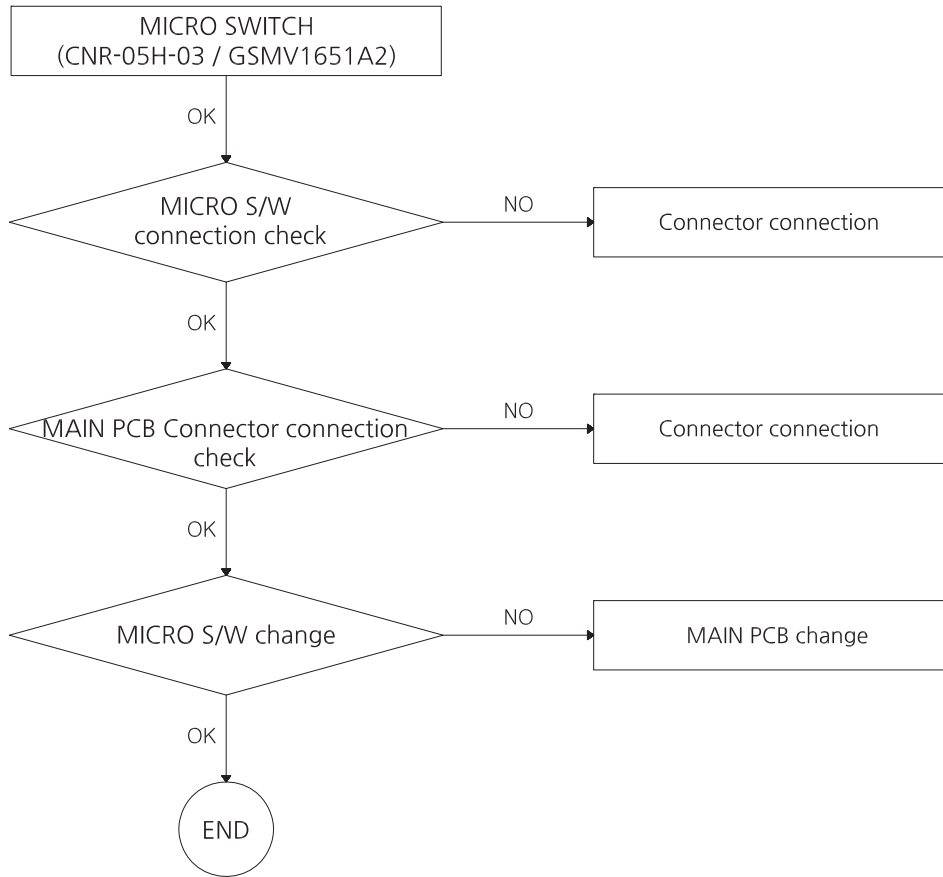 MICRO SWITCH
(CNR-05H-03 / GSMV1651A2)
OK
MICRO S/W
connection check
NO
Connector connection
OK
MAIN PCB Connector connection
check
NO
Connector connection
OK
MICRO S/W change
NO
MAIN PCB change
OK
END